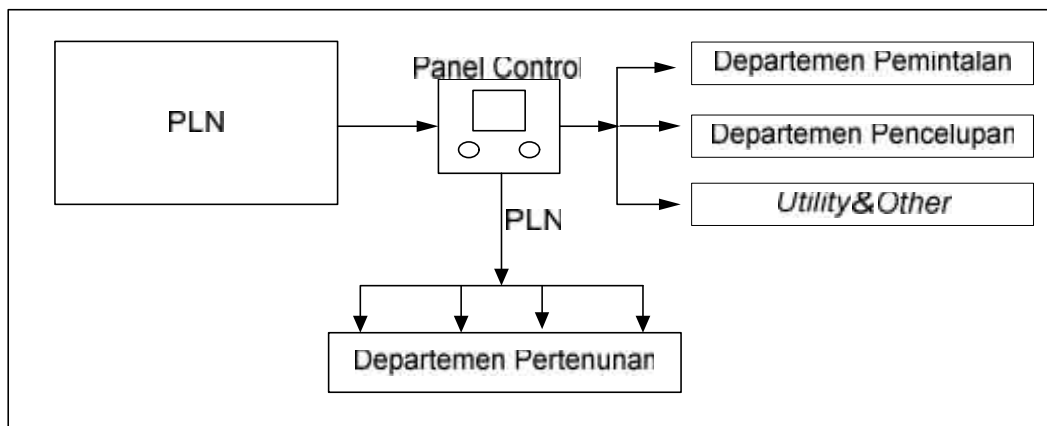 PLN
Panel Control
Departemen Pemintalan
Departemen Pencelupan
Utility&Other
PLN
Departemen Pertenunan